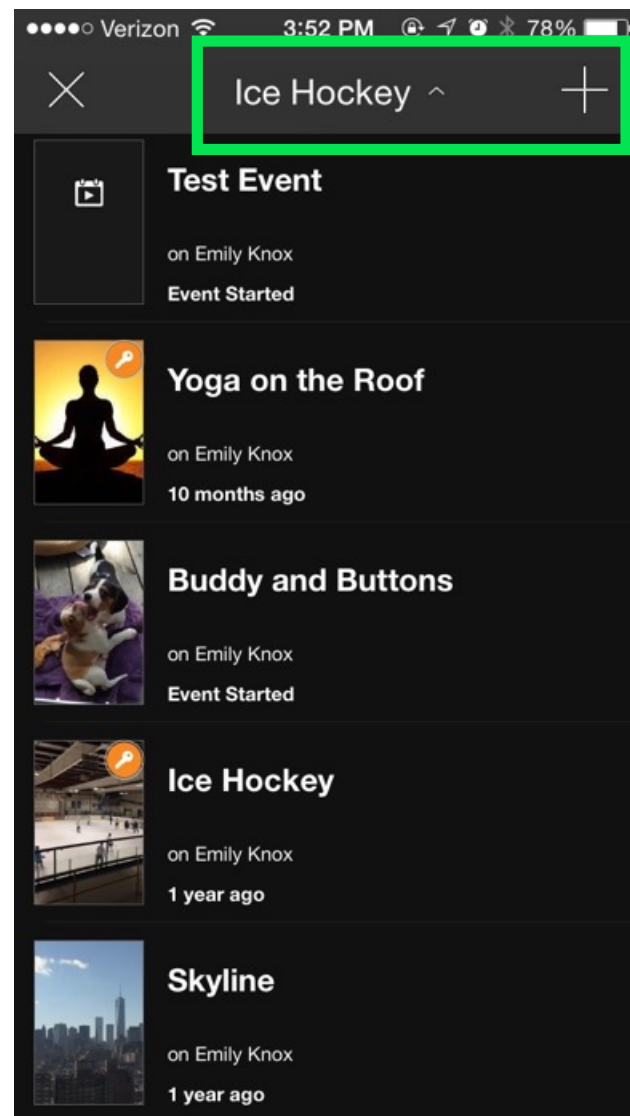 Verizon 3:52 PM 78%
Ice Hockey
Test Event
on Emily Knox
Event Started
Yoga on the Roof
on Emily Knox
10 months ago
Buddy and Buttons
on Emily Knox
Event Started
Ice Hockey
on Emily Knox
1 year ago
Skyline
on Emily Knox
1 year ago